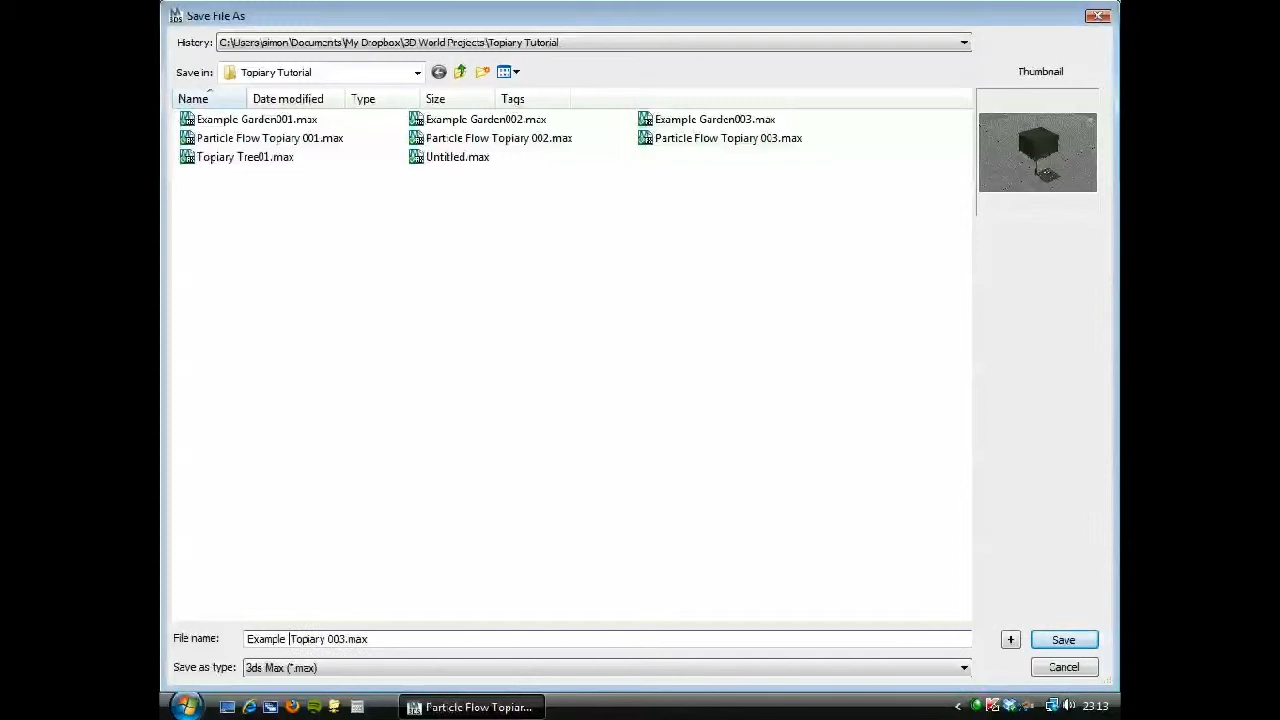 Save File As
History: C:\Users\simon\Documents\My Dropbox\3D World Projects\Topiary Tutorial
Save in: Topiary Tutorial
Thumbnail
Name Date modified Type Size Tags
Example Garden001.max Example Garden002.max Example Garden003.max
Particle Flow Topiary 001.max Particle Flow Topiary 002.max Particle Flow Topiary 003.max
Topiary Tree01.max Untitled.max
File name: Example Topiary 003.max + Save
Save as type: 3ds Max (*.max) Cancel
Particle Flow Topiar... < 23:13